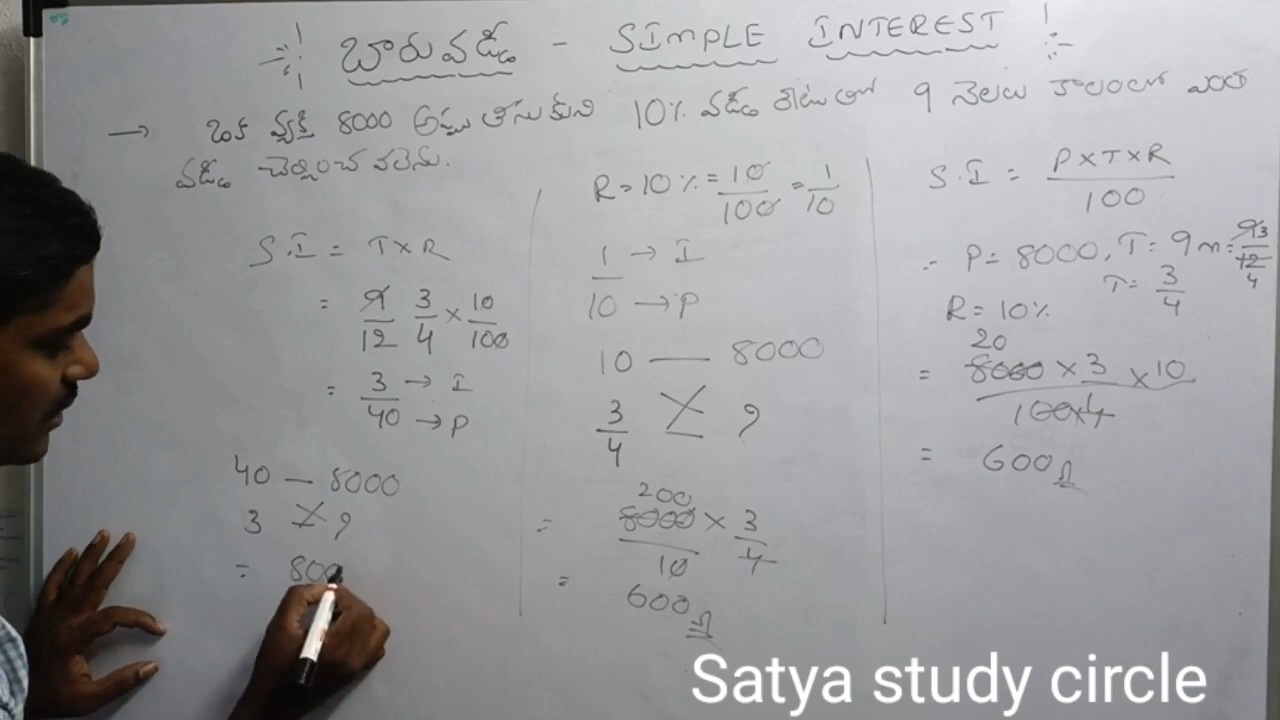 బారువడ్డీ - SIMPLE INTEREST
→ ఒక వ్యక్తి 8000 అప్పు తీసుకుని 10% వడ్డీ రేటుతో 9 నెలలు కాలంలో ఎంత
వడ్డీ చెల్లించవలెను.
S.I = T×R
= 9/12 3/4 × 10/100
= 3/40 → I
→ P
40 — 8000
3 × ?
= 800
R = 10% = 10/100 = 1/10
1 → I
10 → P
10 — 8000
3/4 × ?
200
= 8000/10 × 3/4
= 600
S.I = P×T×R/100
∴ P = 8000, T = 9m = 9/12 3/4
T = 3/4
R = 10%
20
= 8000 × 3 × 10/100×4
= 600
Satya study circle